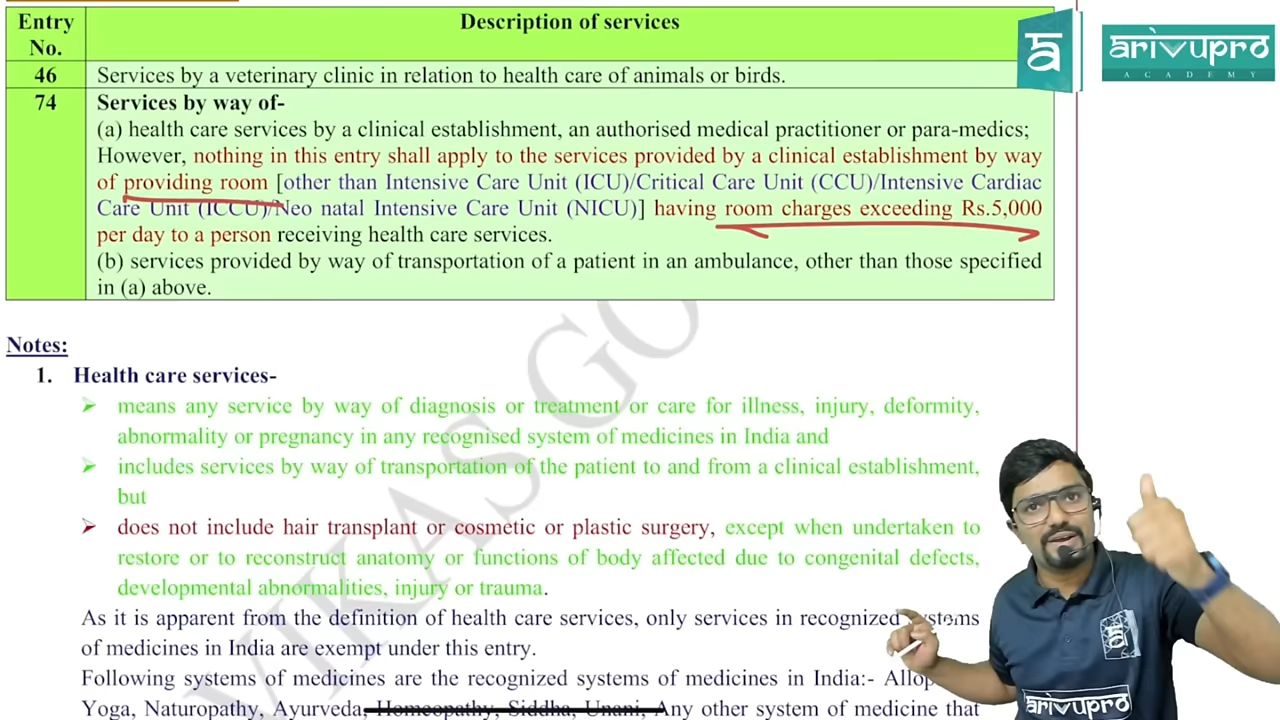 Entry No.
Description of services
46
Services by a veterinary clinic in relation to health care of animals or birds.
74
Services by way of-
(a) health care services by a clinical establishment, an authorised medical practitioner or para-medics;
However, nothing in this entry shall apply to the services provided by a clinical establishment by way
of providing room [other than Intensive Care Unit (ICU)/Critical Care Unit (CCU)/Intensive Cardiac
Care Unit (ICCU)/Neo natal Intensive Care Unit (NICU)] having room charges exceeding Rs.5,000
per day to a person receiving health care services.
(b) services provided by way of transportation of a patient in an ambulance, other than those specified
in (a) above.
arivupro
ACADEMY
Notes:
1. Health care services-
➢ means any service by way of diagnosis or treatment or care for illness, injury, deformity,
abnormality or pregnancy in any recognised system of medicines in India and
➢ includes services by way of transportation of the patient to and from a clinical establishment,
but
➢ does not include hair transplant or cosmetic or plastic surgery, except when undertaken to
restore or to reconstruct anatomy or functions of body affected due to congenital defects,
developmental abnormalities, injury or trauma.
As it is apparent from the definition of health care services, only services in recognized systems
of medicines in India are exempt under this entry.
Following systems of medicines are the recognized systems of medicines in India:-
Yoga, Naturopathy, Ayurveda, Homeopathy, Siddha, Unani, Any other system of medicine that
VIKAS GO
arivupro